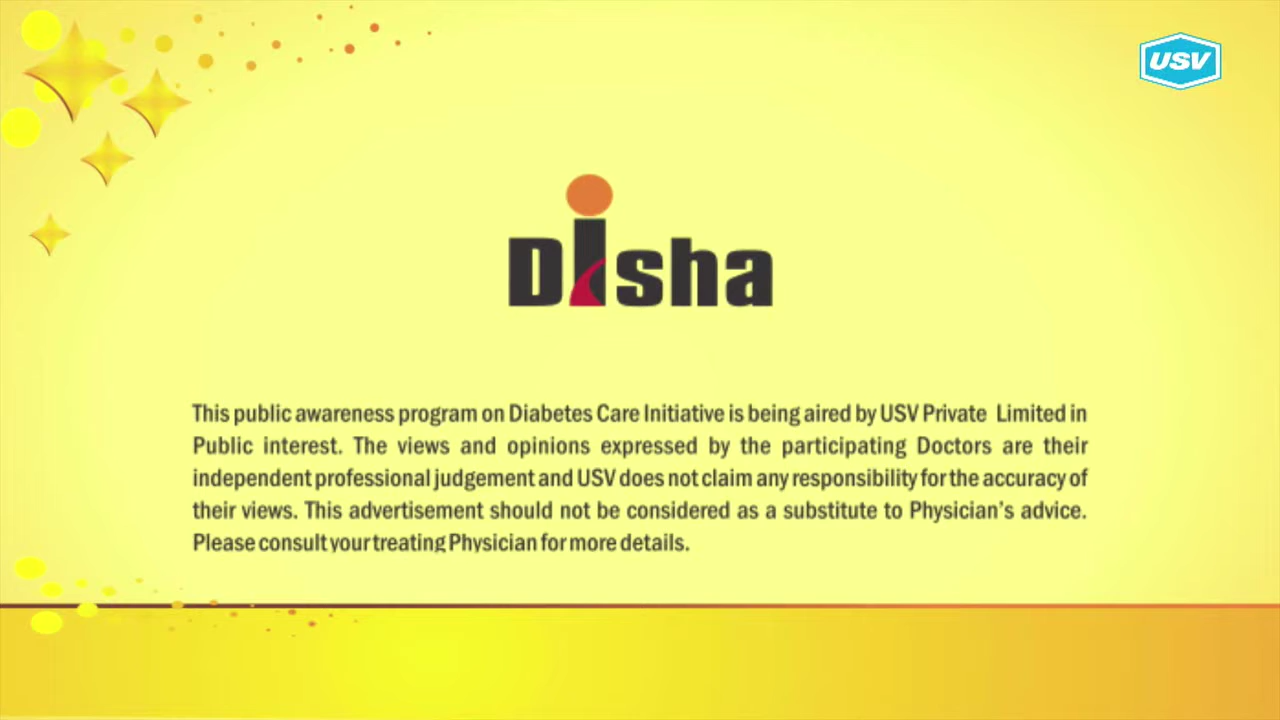 USV
Disha
This public awareness program on Diabetes Care Initiative is being aired by USV Private Limited in
Public interest. The views and opinions expressed by the participating Doctors are their
independent professional judgement and USV does not claim any responsibility for the accuracy of
their views. This advertisement should not be considered as a substitute to Physician's advice.
Please consult your treating Physician for more details.